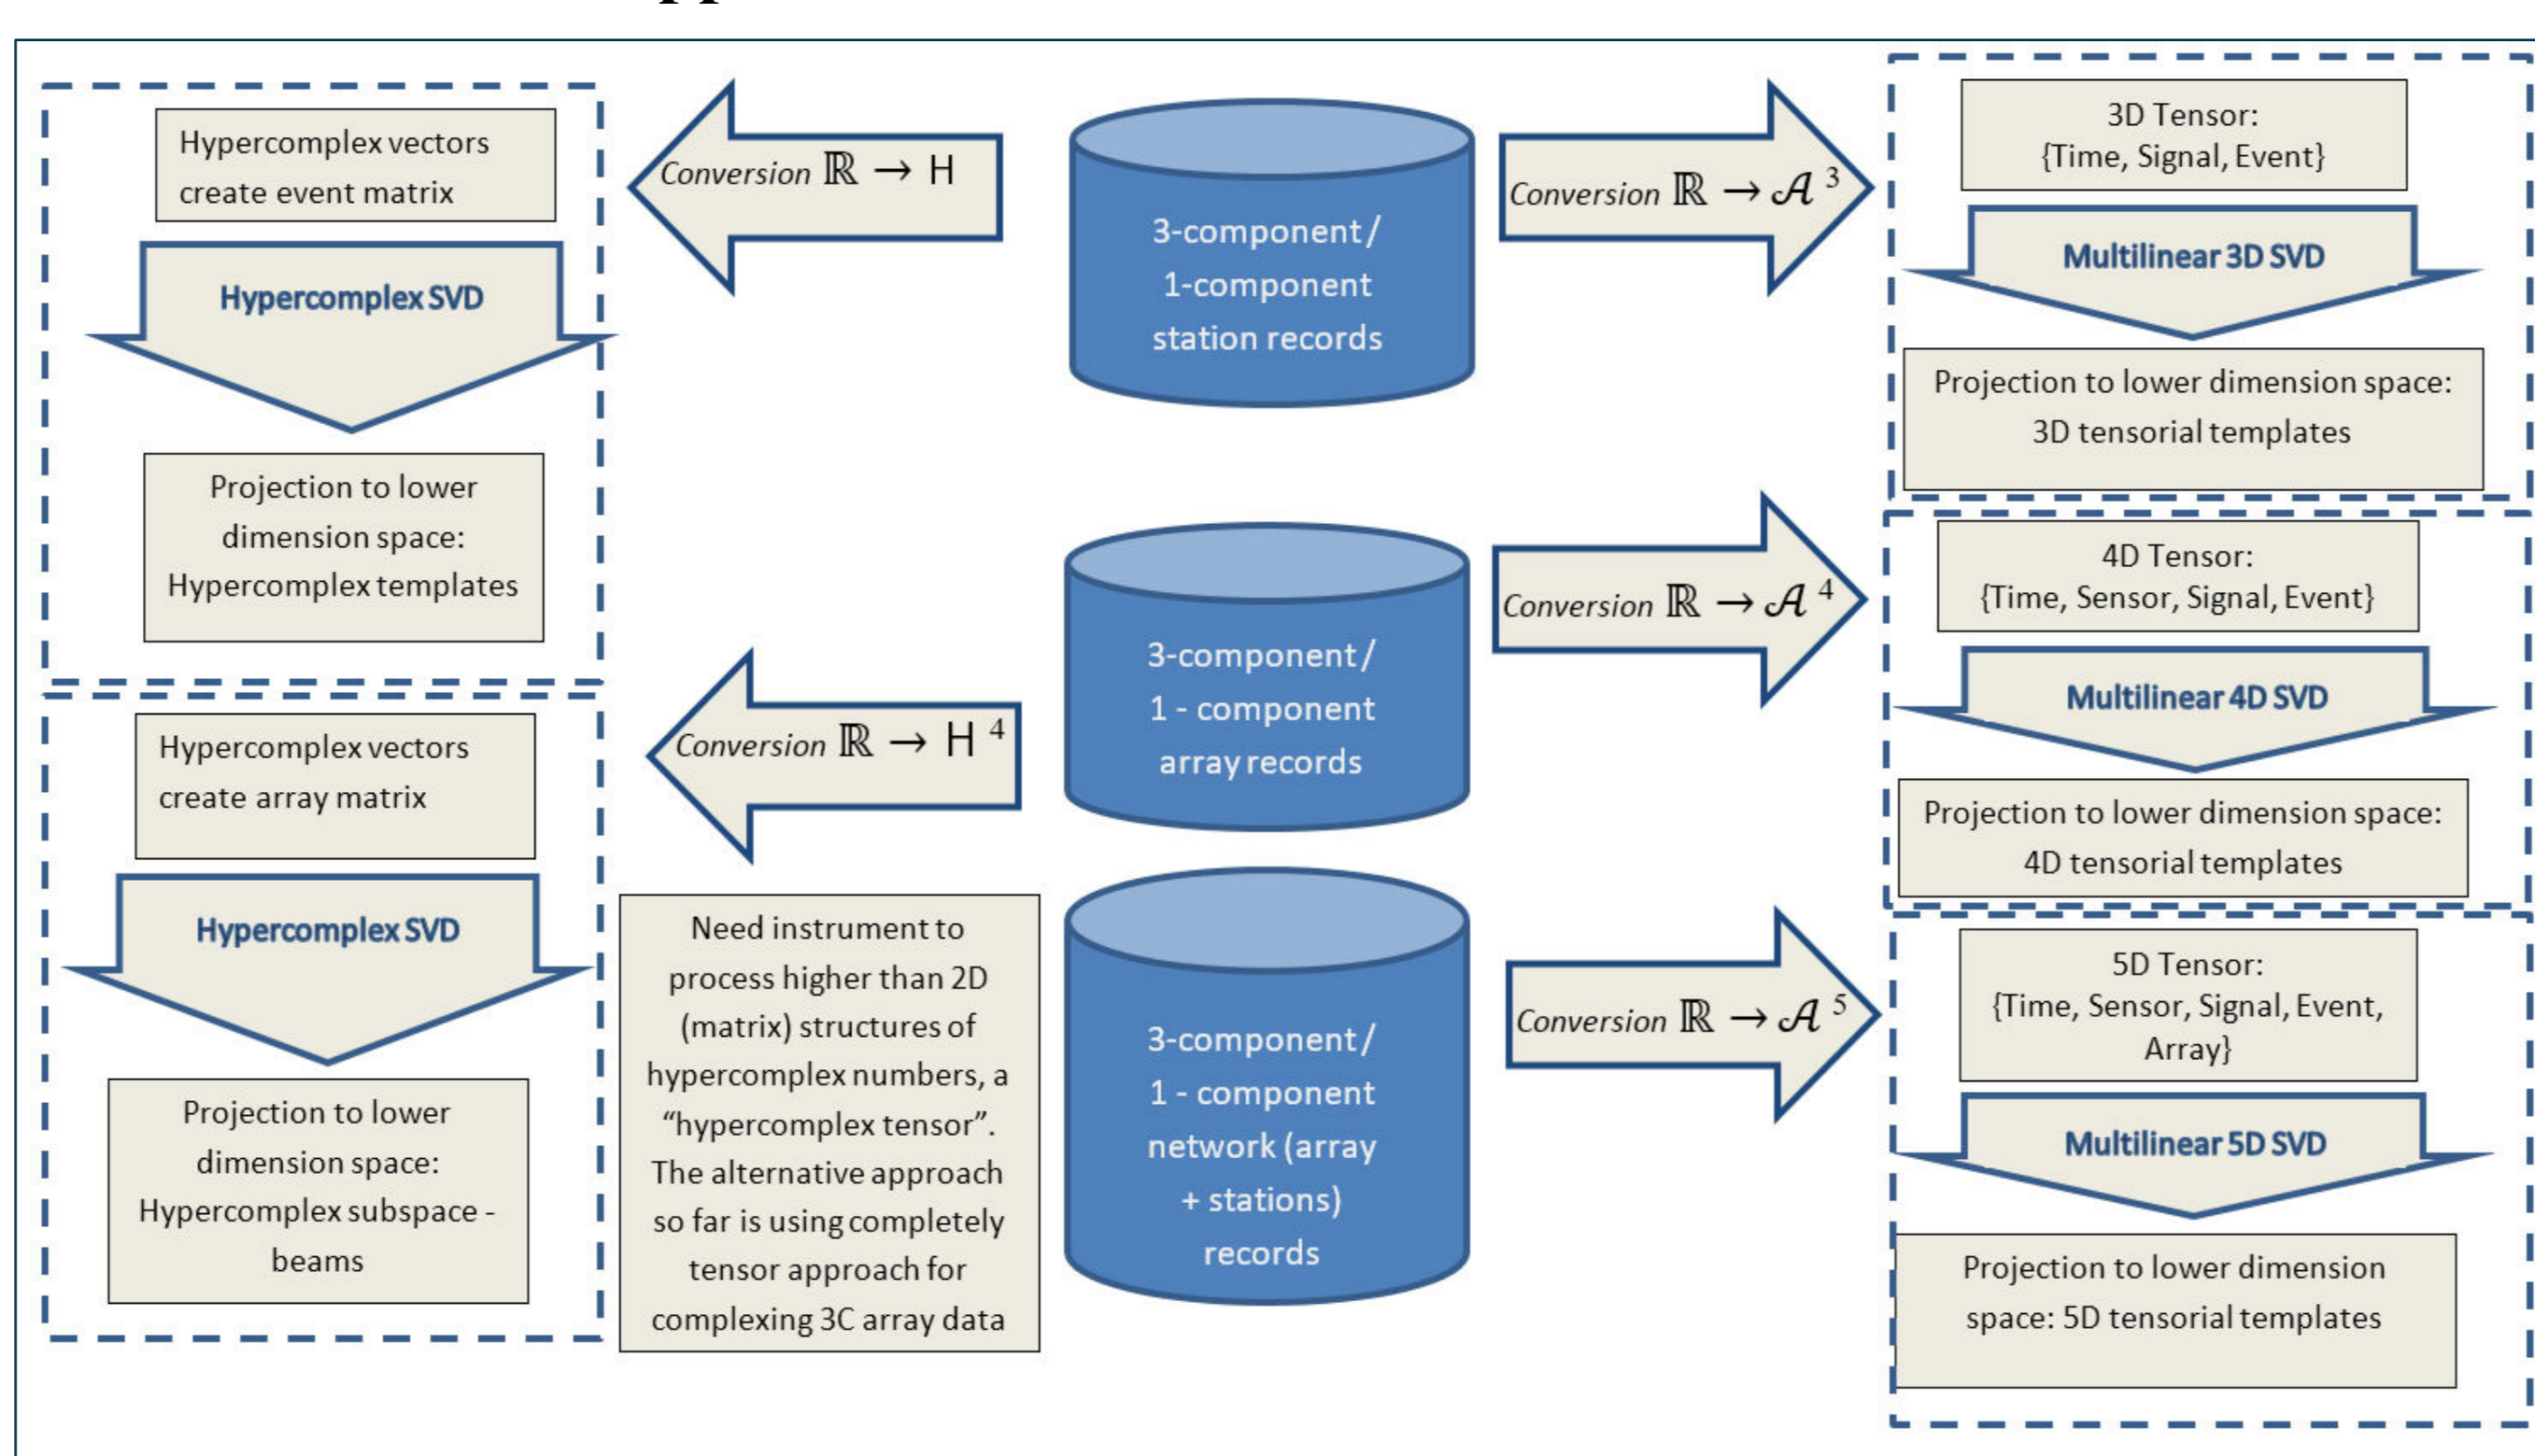 Hypercomplex vectors
create event matrix
Hypercomplex SVD
Projection to lower
dimension space:
Hypercomplex templates
Conversion ℝ → H
3-component /
1-component
station records
Conversion ℝ → 𝒜 ³
3D Tensor:
{Time, Signal, Event}
Multilinear 3D SVD
Projection to lower dimension space:
3D tensorial templates
Hypercomplex vectors
create array matrix
Hypercomplex SVD
Projection to lower
dimension space:
Hypercomplex subspace -
beams
Conversion ℝ → H ⁴
3-component /
1 - component
array records
Conversion ℝ → 𝒜 ⁴
4D Tensor:
{Time, Sensor, Signal, Event}
Multilinear 4D SVD
Projection to lower dimension space:
4D tensorial templates
Need instrument to
process higher than 2D
(matrix) structures of
hypercomplex numbers, a
“hypercomplex tensor”.
The alternative approach
so far is using completely
tensor approach for
complexing 3C array data
3-component /
1 - component
network (array
+ stations)
records
Conversion ℝ → 𝒜 ⁵
5D Tensor:
{Time, Sensor, Signal, Event,
Array}
Multilinear 5D SVD
Projection to lower dimension
space: 5D tensorial templates